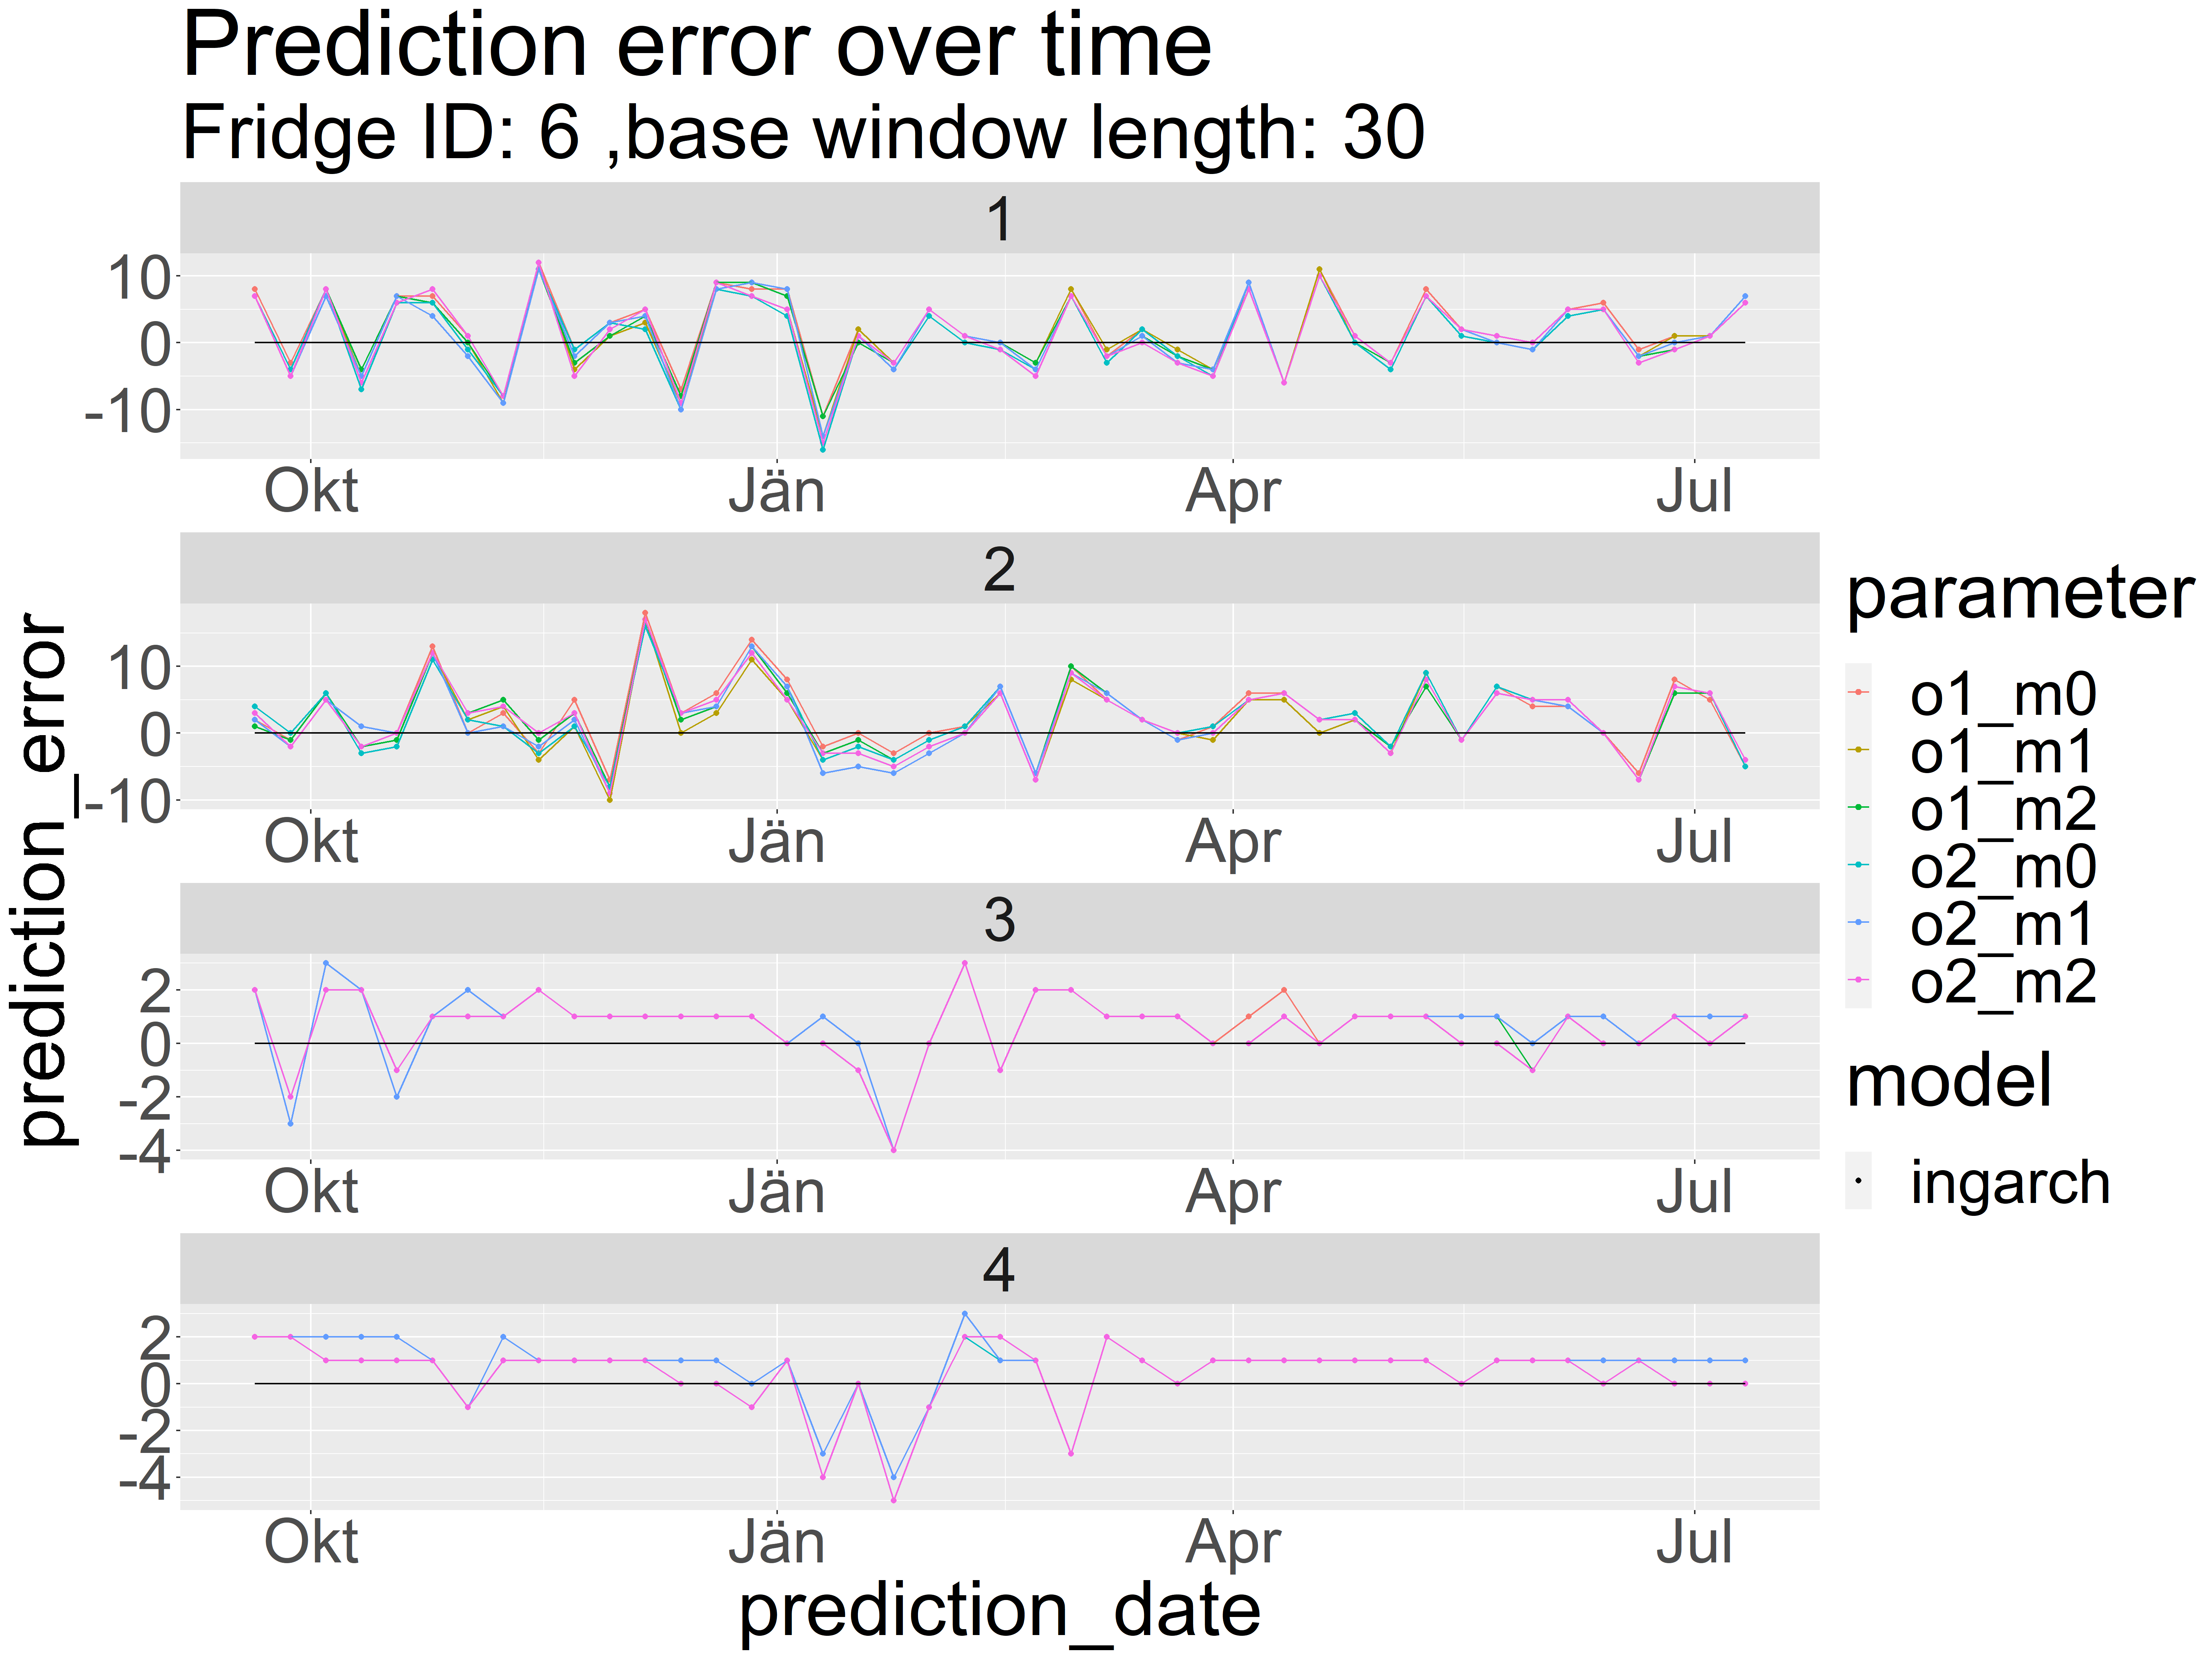 Prediction error over time
Fridge ID: 6 ,base window length: 30
1
10
0
-10
Okt Jän Apr Jul
2
10
0
-10
Okt Jän Apr Jul
3
2
0
-2
-4
Okt Jän Apr Jul
4
2
0
-2
-4
Okt Jän Apr Jul
prediction_date
prediction_error
parameter
o1_m0
o1_m1
o1_m2
o2_m0
o2_m1
o2_m2
model
ingarch